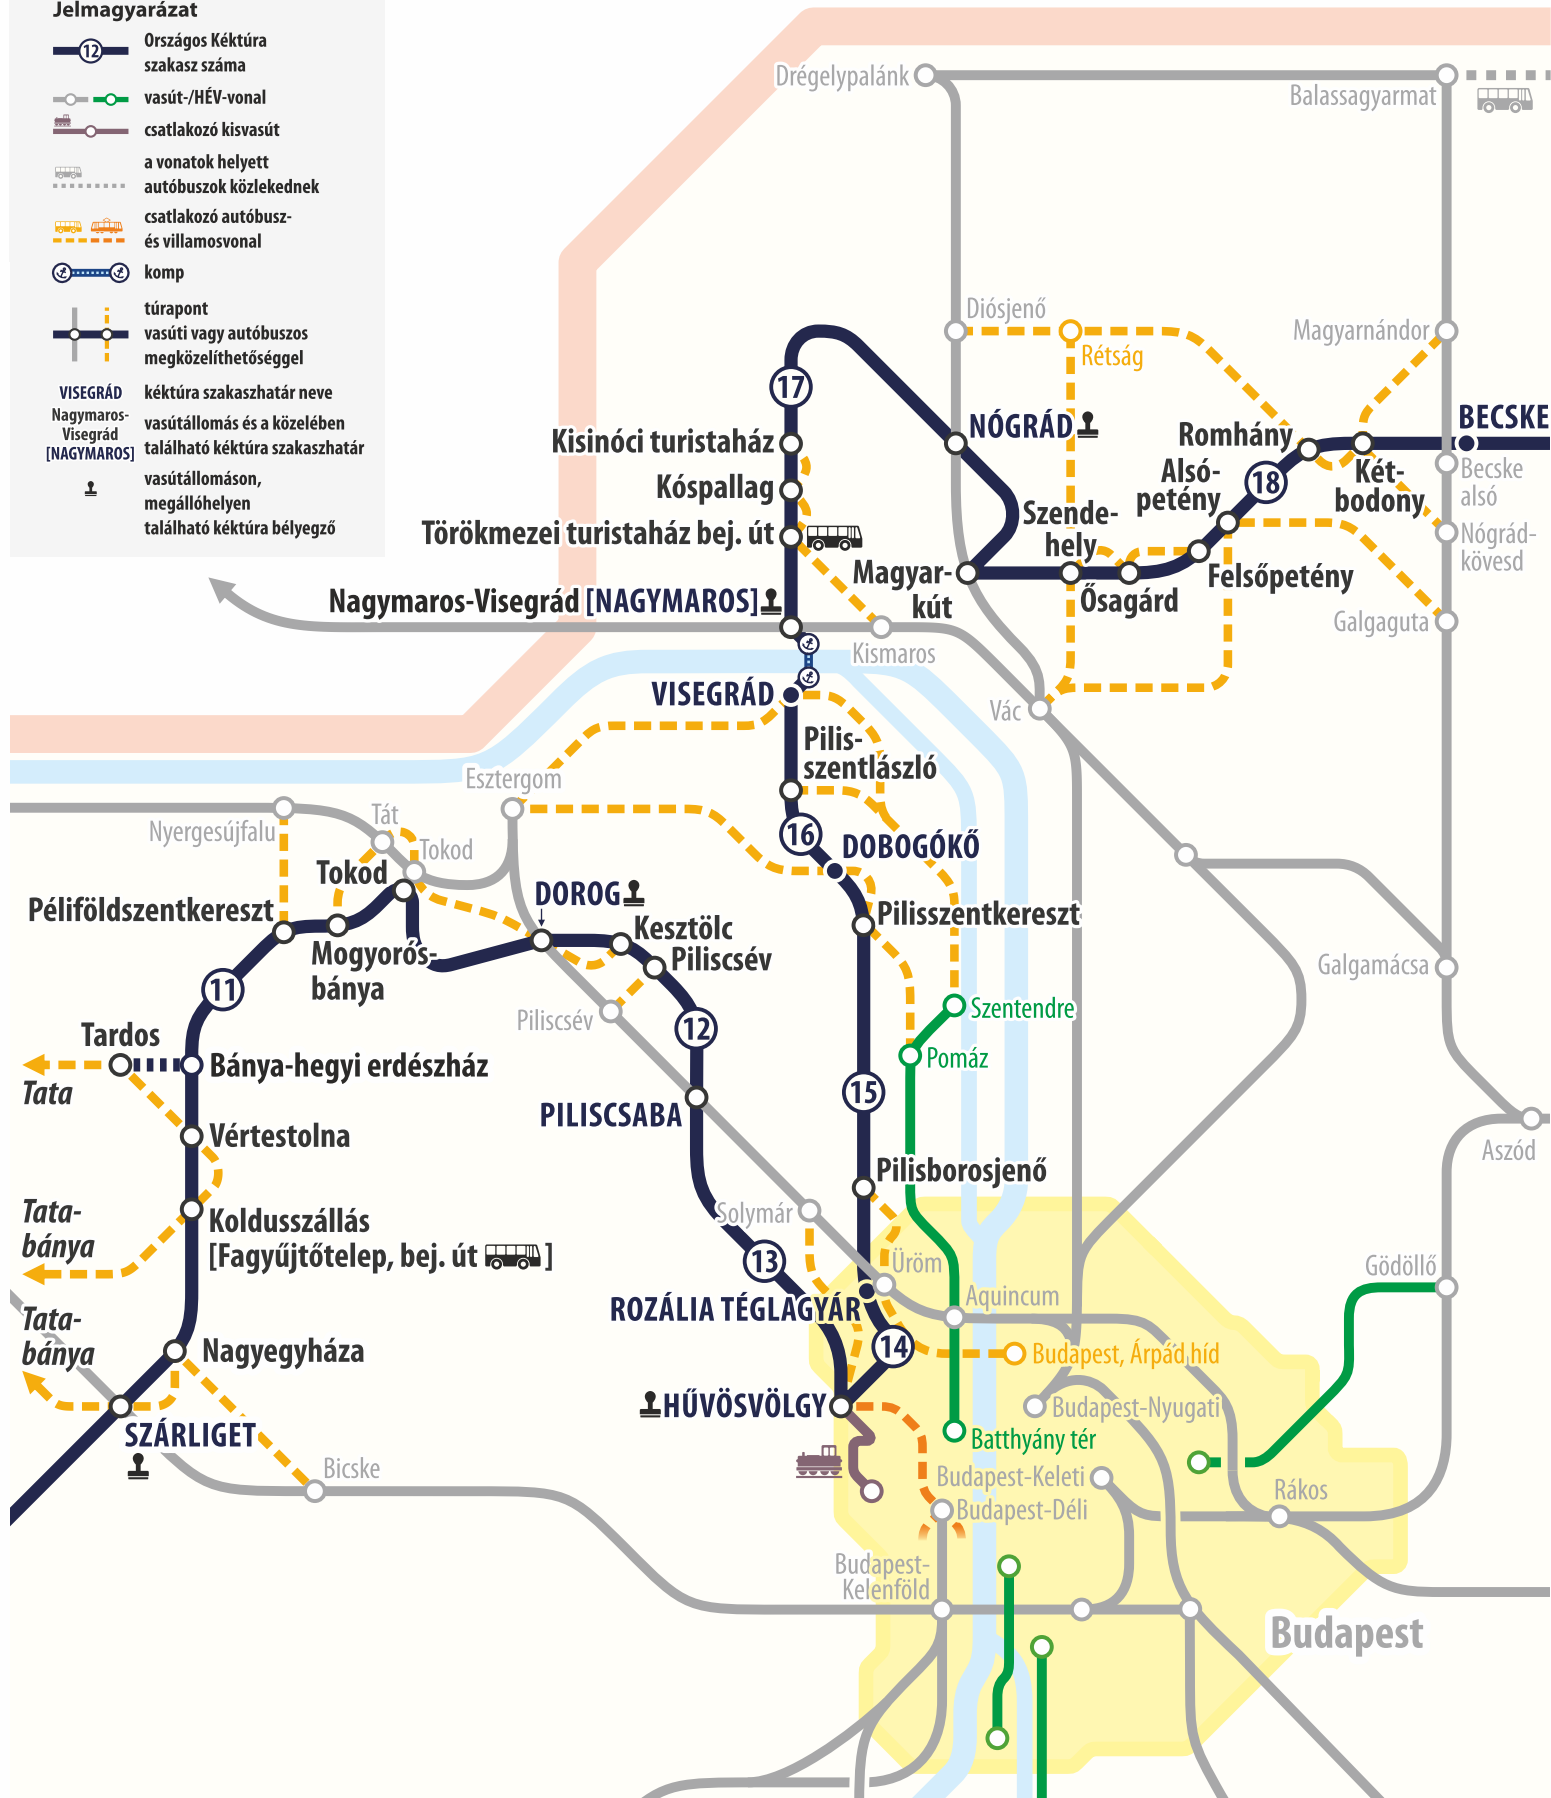 Jelmagyarázat
12
Országos Kéktúra
szakasz száma
vasút-/HÉV-vonal
csatlakozó kisvasút
a vonatok helyett
autóbuszok közlekednek
csatlakozó autóbusz-
és villamosvonal
komp
túrapont
vasúti vagy autóbuszos
megközelíthetőséggel
VISEGRÁD
kéktúra szakaszhatár neve
Nagymaros-
Visegrád
[NAGYMAROS]
vasútállomás és a közelében
található kéktúra szakaszhatár
vasútállomáson,
megállóhelyen
található kéktúra bélyegző
Drégelypalánk
Balassagyarmat
Diósjenő
Rétság
Magyarnándor
17
NÓGRÁD
BECSKE
Kisinóci turistaház
Romhány
Becske
alsó
Két-
bodony
Alsó-
petény
18
Kóspallag
Szende-
hely
Törökmezei turistaház bej. út
Nógrád-
kövesd
Magyar-
kút
Felsőpetény
Ősagárd
Nagymaros-Visegrád [NAGYMAROS]
Galgaguta
Kismaros
VISEGRÁD
Vác
Pilis-
szentlászló
Esztergom
Nyergesújfalu
Tát
Tokod
16
DOBOGÓKŐ
Tokod
DOROG
Péliföldszentkereszt
Pilisszentkereszt
Kesztölc
Piliscsév
Mogyorós-
bánya
Galgamácsa
11
Piliscsév
12
Szentendre
Tardos
Pomáz
Bánya-hegyi erdészház
Tata
15
PILISCSABA
Vértestolna
Aszód
Pilisborosjenő
Tata-
bánya
Koldusszállás
[Fagyűjtőtelep, bej. út
]
Solymár
13
Üröm
Gödöllő
Aquincum
ROZÁLIA TÉGLAGYÁR
Tata-
bánya
Nagyegyháza
14
Budapest, Árpád híd
HŰVÖSVÖLGY
Budapest-Nyugati
SZÁRLIGET
Batthyány tér
Bicske
Budapest-Keleti
Rákos
Budapest-Déli
Budapest-
Kelenföld
Budapest